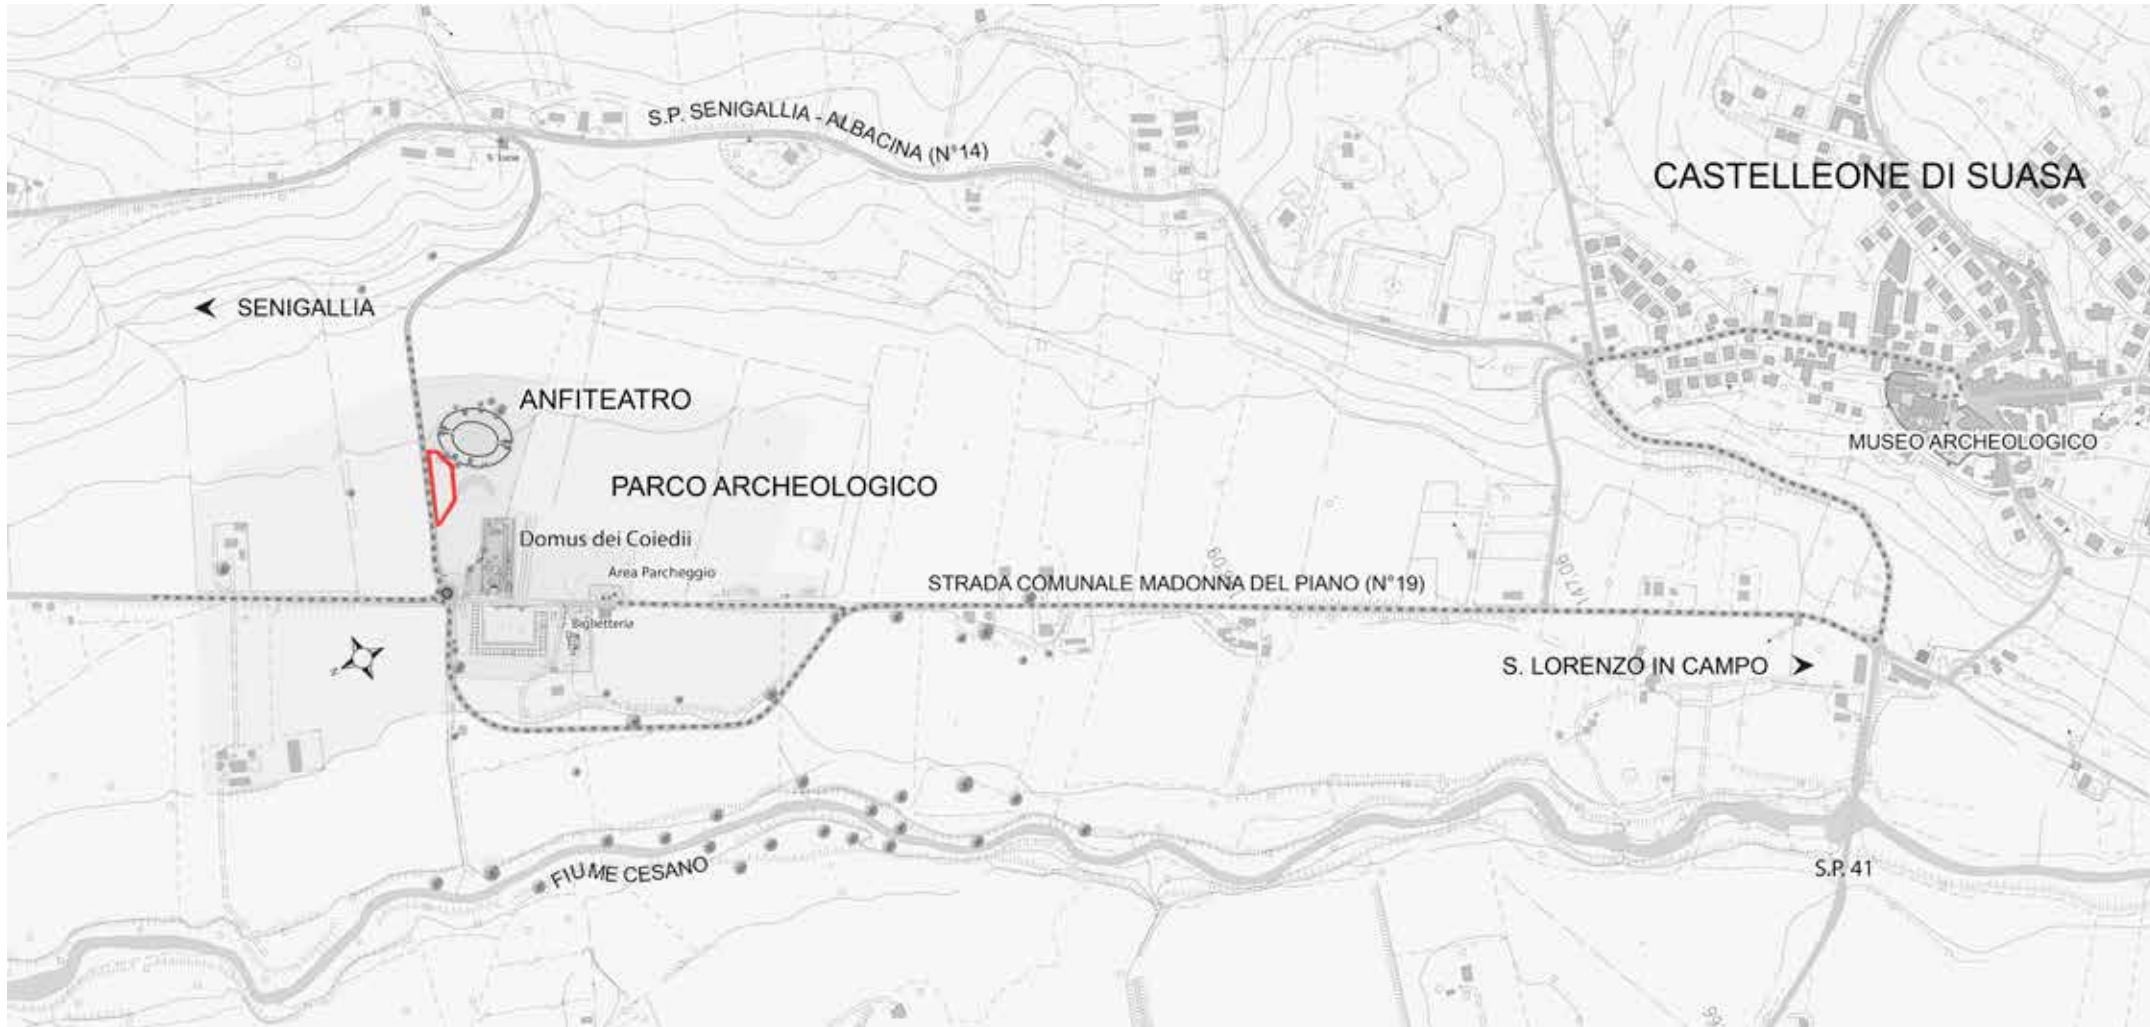 S.P. SENIGALLIA - ALBACINA (N°14)
CASTELLEONE DI SUASA
SENIGALLIA
ANFITEATRO
MUSEO ARCHEOLOGICO
PARCO ARCHEOLOGICO
Domus dei Coiedii
Area Parcheggio
STRADA COMUNALE MADONNA DEL PIANO (N°19)
Biglietteria
S. LORENZO IN CAMPO
FIUME CESANO
S.P. 41